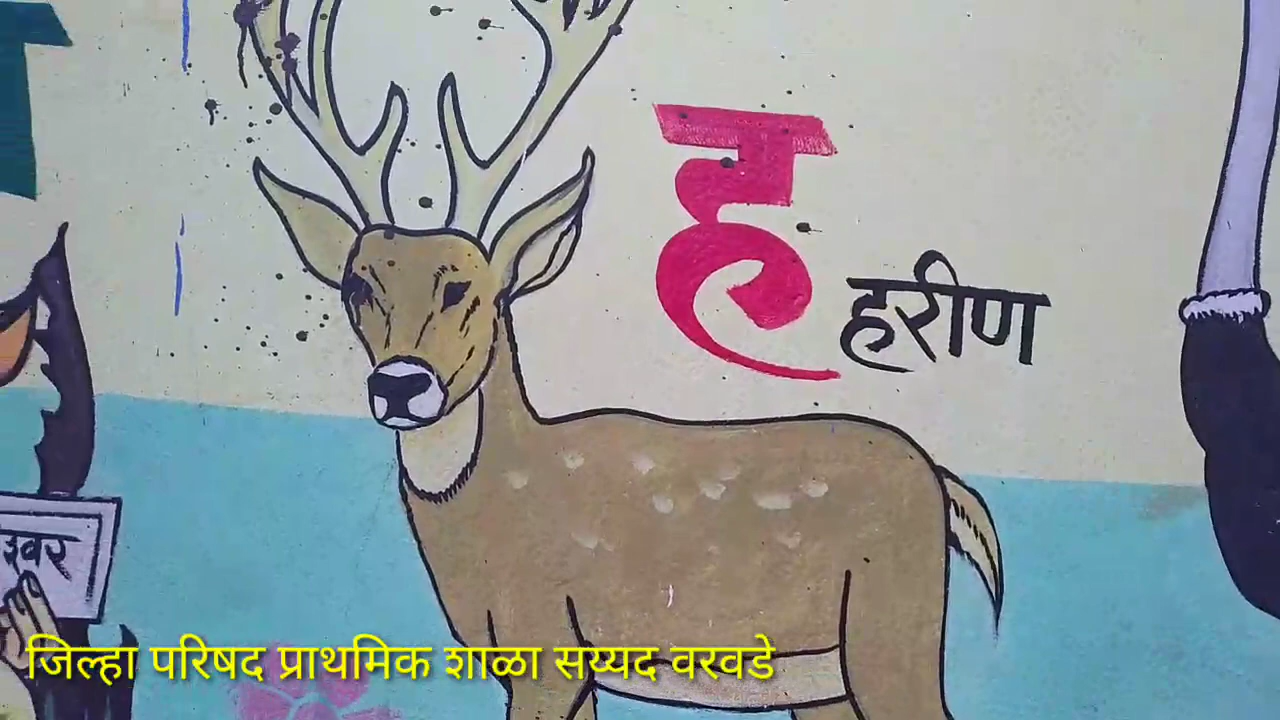 ह
हरीण
जिल्हा परिषद प्राथमिक शाळा सय्यद वरवडे